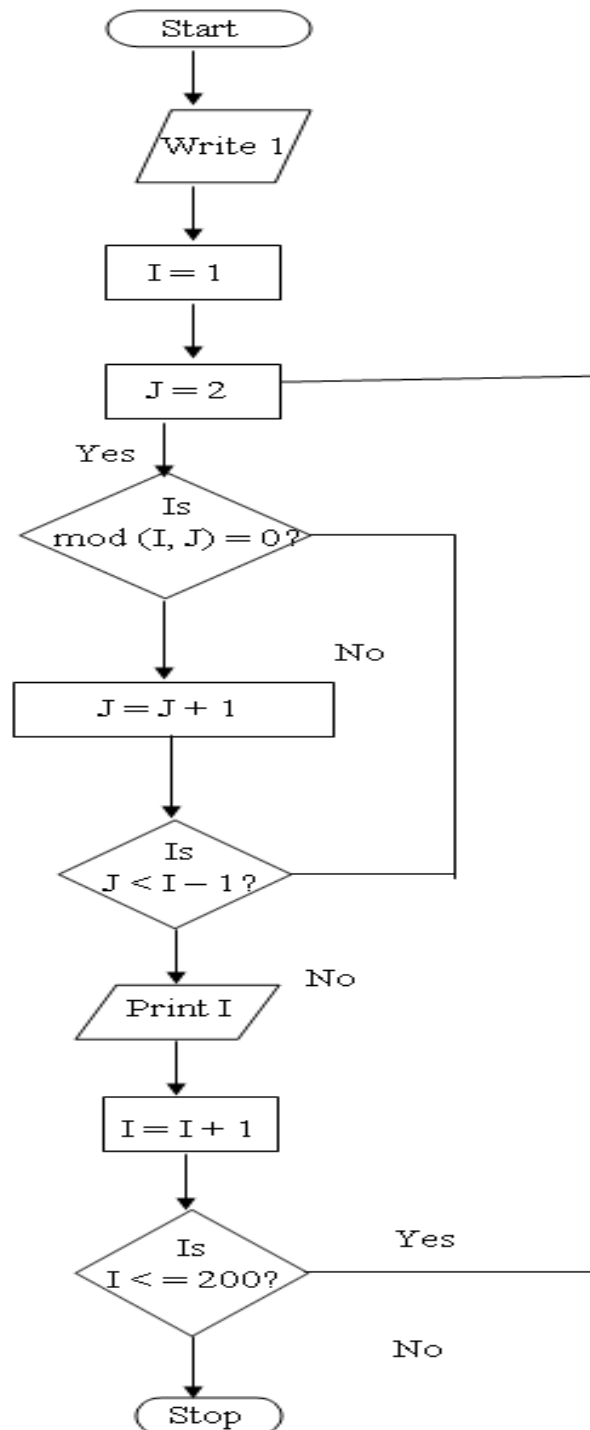 Start
Write 1
I = 1
J = 2
Yes
Is
mod (I, J) = 0?
No
J = J + 1
Is
J < I – 1?
No
Print I
I = I + 1
Is
I < = 200?
Yes
No
Stop